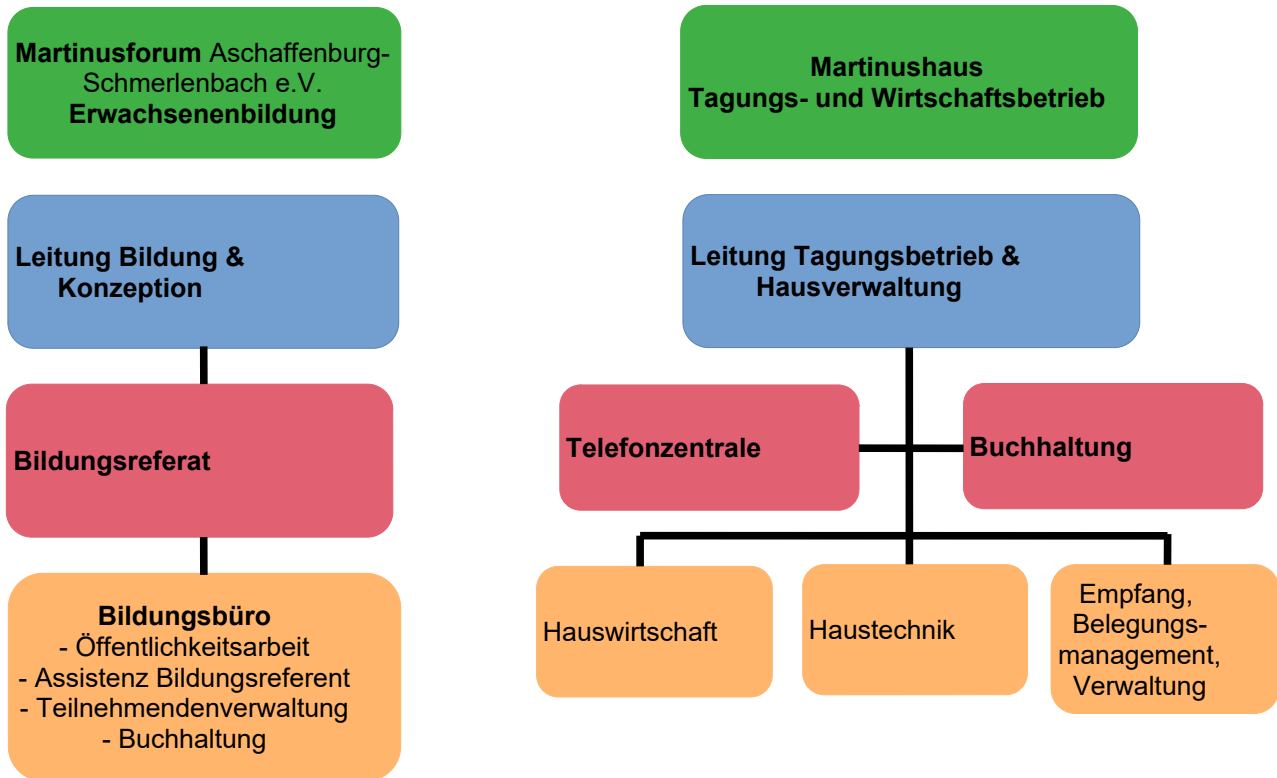 Martinusforum Aschaffenburg-
Schmerlenbach e.V.
Erwachsenenbildung
Martinushaus
Tagungs- und Wirtschaftsbetrieb
Leitung Bildung &
Konzeption
Leitung Tagungsbetrieb &
Hausverwaltung
Bildungsreferat
Telefonzentrale
Buchhaltung
Bildungsbüro
- Öffentlichkeitsarbeit
- Assistenz Bildungsreferent
- Teilnehmendenverwaltung
- Buchhaltung
Hauswirtschaft
Haustechnik
Empfang,
Belegungs-
management,
Verwaltung